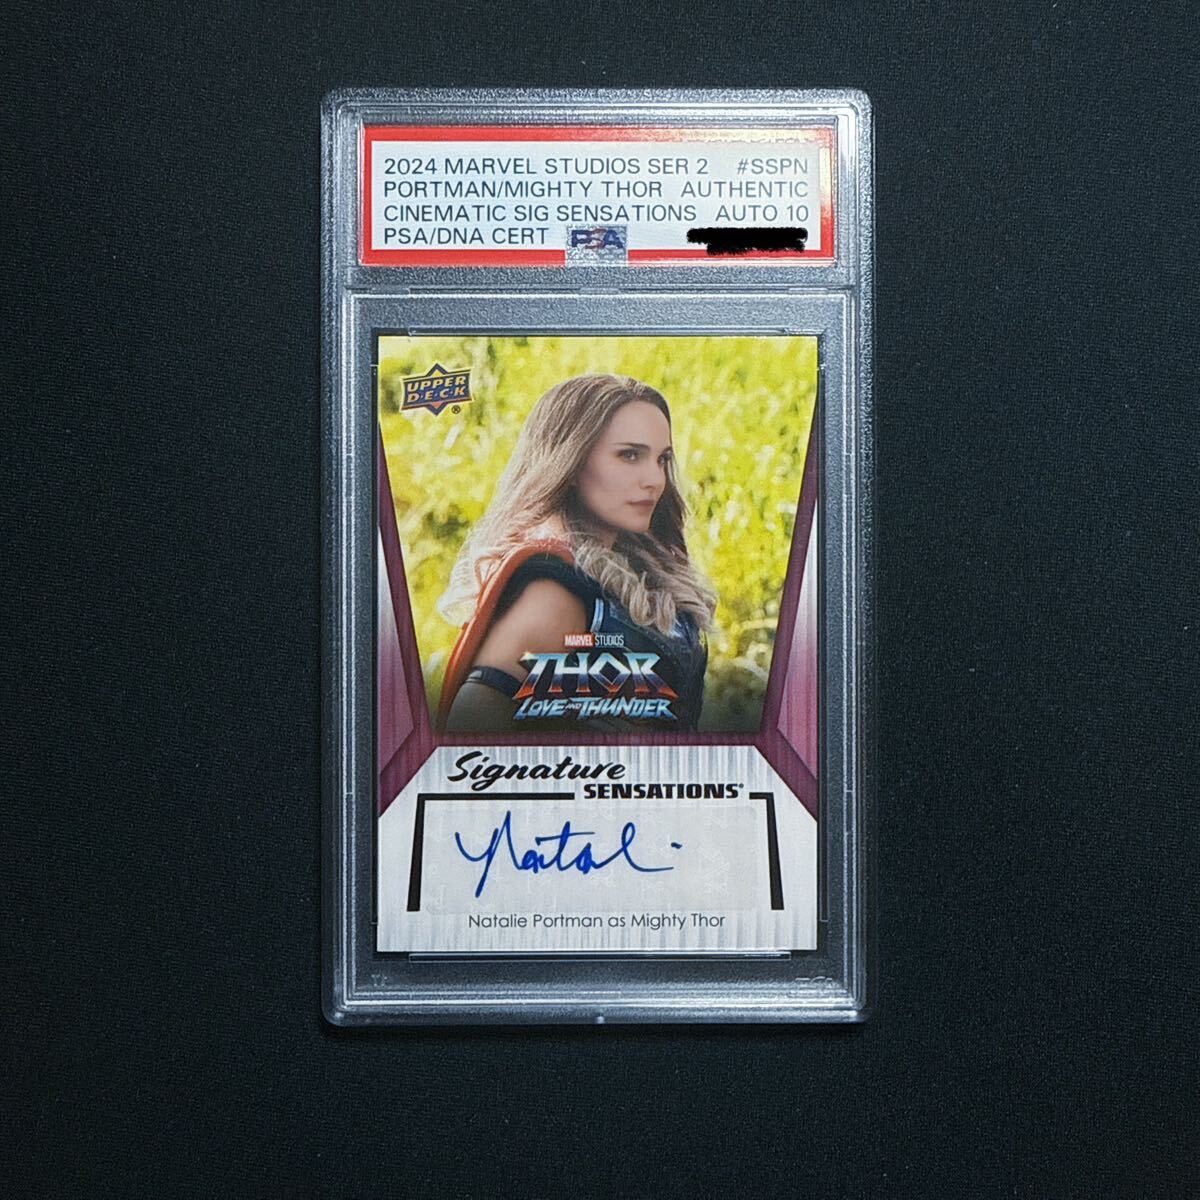 2024 MARVEL STUDIOS SER 2 #SSPN
PORTMAN/MIGHTY THOR AUTHENTIC
CINEMATIC SIG SENSATIONS AUTO 10
PSA/DNA CERT PSA
UPPER
D·E·C·K ®
MARVEL STUDIOS
THOR
LOVE AND THUNDER
Signature
SENSATIONS®
Natalie
Natalie Portman as Mighty Thor